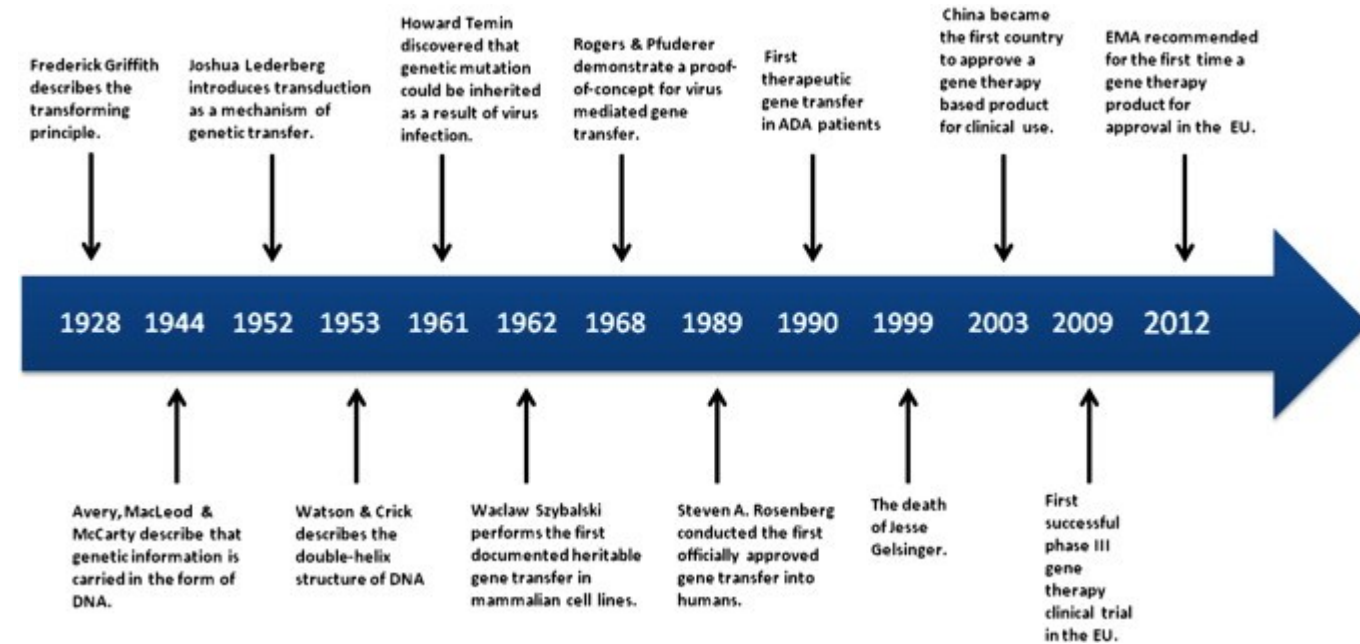 Frederick Griffith
describes the
transforming
principle.
Joshua Lederberg
introduces transduction
as a mechanism of
genetic transfer.
Howard Temin
discovered that
genetic mutation
could be inherited
as a result of virus
infection.
Rogers & Pfuderer
demonstrate a proof-
of-concept for virus
mediated gene
transfer.
First
therapeutic
gene transfer
in ADA patients
China became
the first country
to approve a
gene therapy
based product
for clinical use.
EMA recommended
for the first time a
gene therapy
product for
approval in the EU.
1928 1944 1952 1953 1961 1962 1968 1989 1990 1999 2003 2009 2012
Avery, MacLeod &
McCarty describe that
genetic information is
carried in the form of
DNA.
Watson & Crick
describes the
double-helix
structure of DNA
Waclaw Szybalski
performs the first
documented heritable
gene transfer in
mammalian cell lines.
Steven A. Rosenberg
conducted the first
officially approved
gene transfer into
humans.
The death
of Jesse
Gelsinger.
First
successful
phase III
gene
therapy
clinical trial
in the EU.